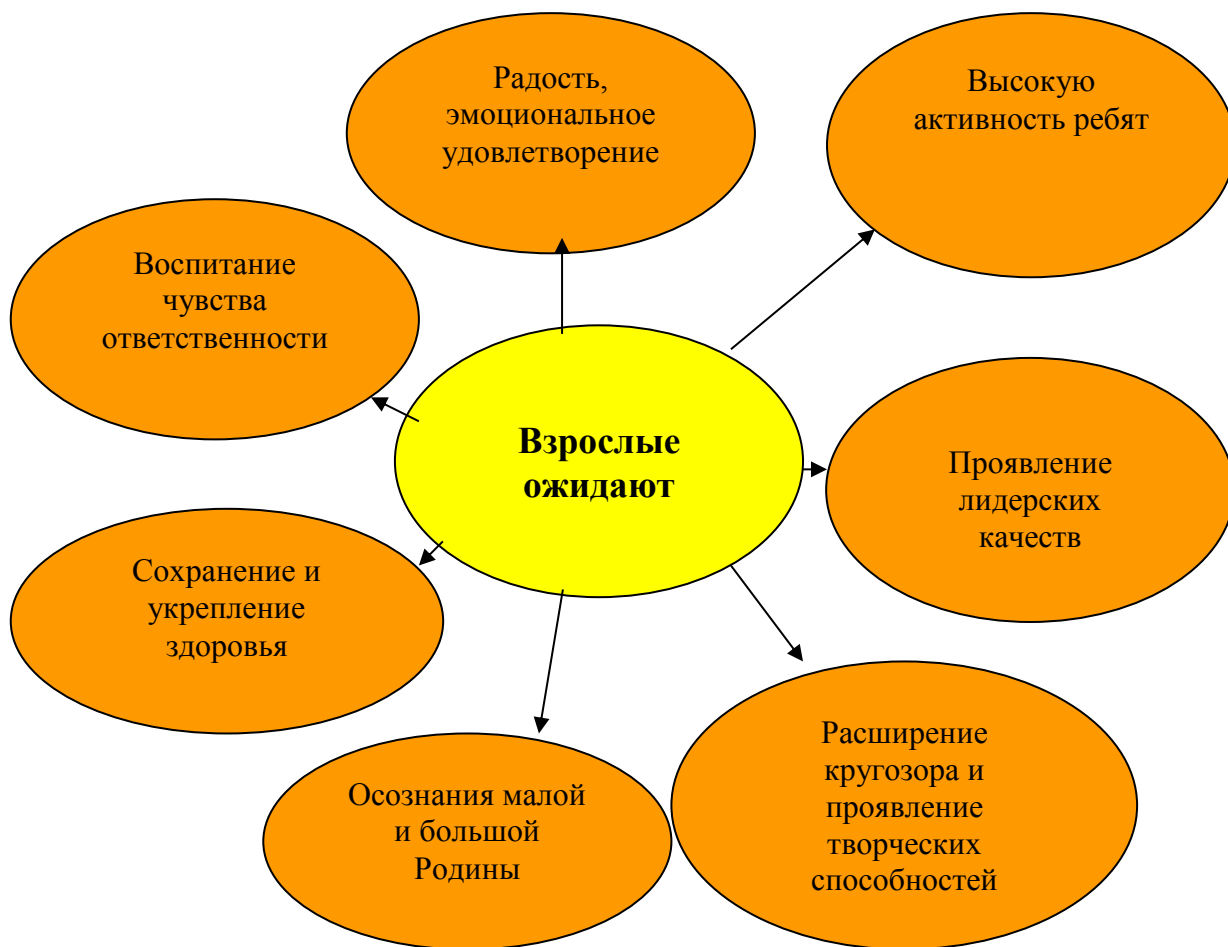 Радость,
эмоциональное
удовлетворение
Высокую
активность ребят
Воспитание
чувства
ответственности
Взрослые
ожидают
Проявление
лидерских
качеств
Сохранение и
укрепление
здоровья
Расширение
кругозора и
проявление
творческих
способностей
Осознания малой
и большой
Родины